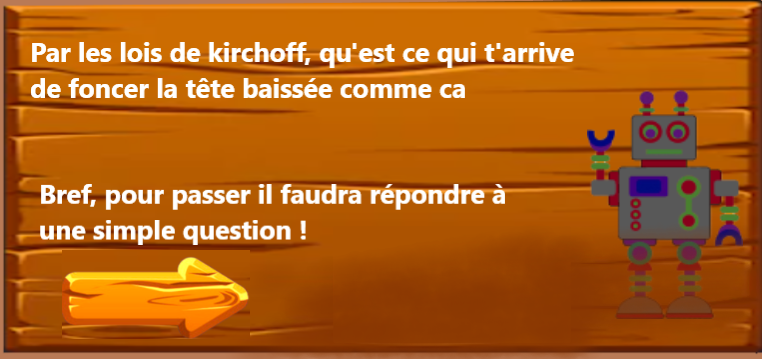 Par les lois de kirchoff, qu'est ce qui t'arrive
de foncer la tête baissée comme ca
Bref, pour passer il faudra répondre à
une simple question !